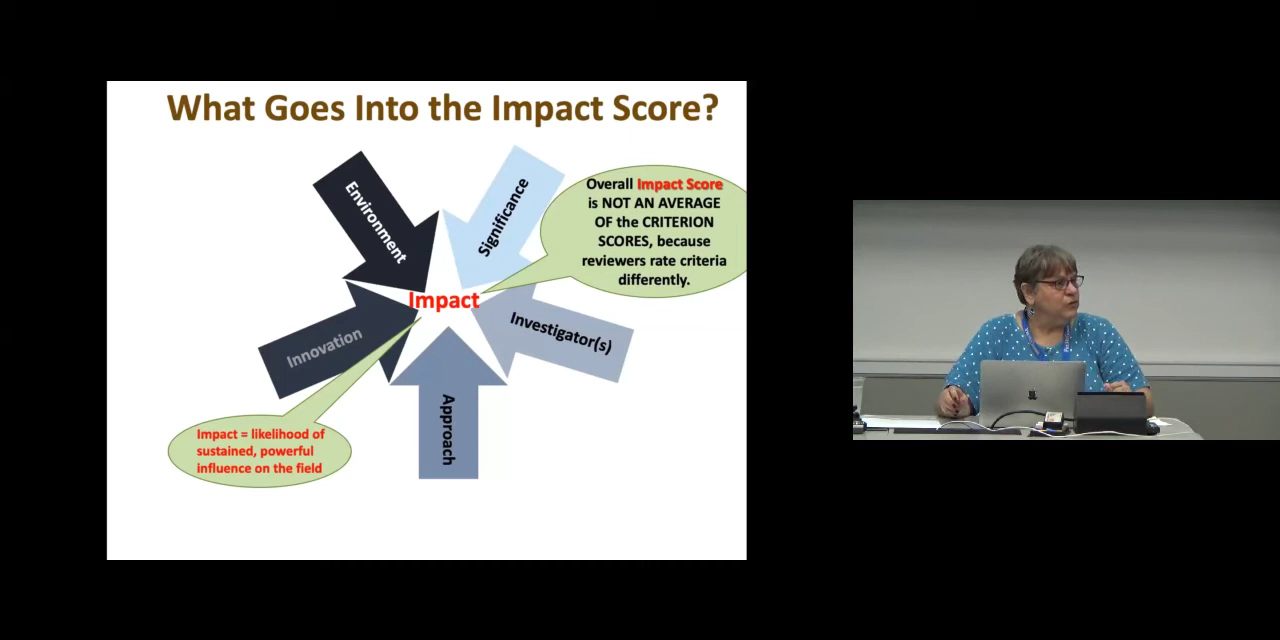 What Goes Into the Impact Score?
Environment
Significance
Overall Impact Score
is NOT AN AVERAGE
OF the CRITERION
SCORES, because
reviewers rate criteria
differently.
Impact
Innovation
Investigator(s)
Approach
Impact = likelihood of
sustained, powerful
influence on the field